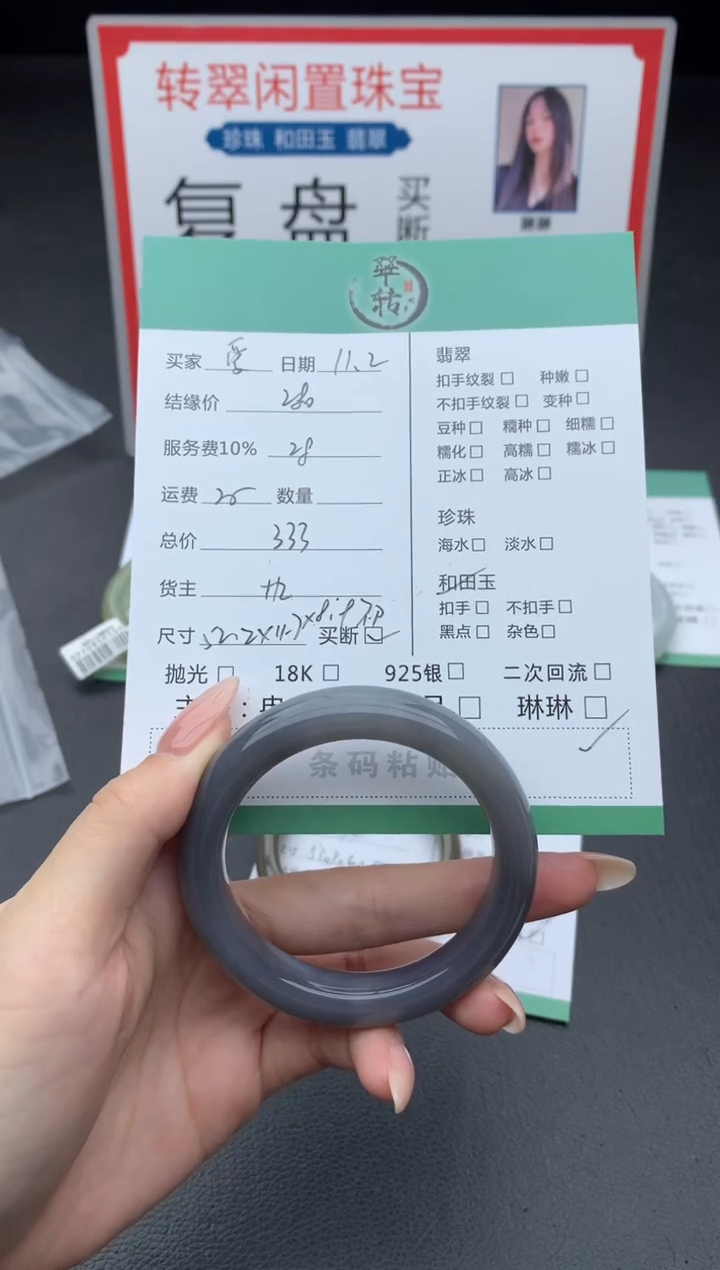 转翠闲置珠宝
珍珠 和田玉 翡翠
复 盘 买断
翠转
买家 日期 11.2
结缘价 280
服务费10% 28
运费 25 数量
总价 333
货主
尺寸 买断
翡翠
扣手纹裂 □ 种嫩 □
不扣手纹裂 □ 变种 □
豆种 □ 糯种 □ 细糯 □
糯化 □ 高糯 □ 糯冰 □
正冰 □ 高冰 □
珍珠
海水 □ 淡水 □
和田玉
扣手 □ 不扣手 □
黑点 □ 杂色 □
抛光 □ 18K □ 925银 □ 二次回流 □
主 : □ 琳琳 □
条码粘贴